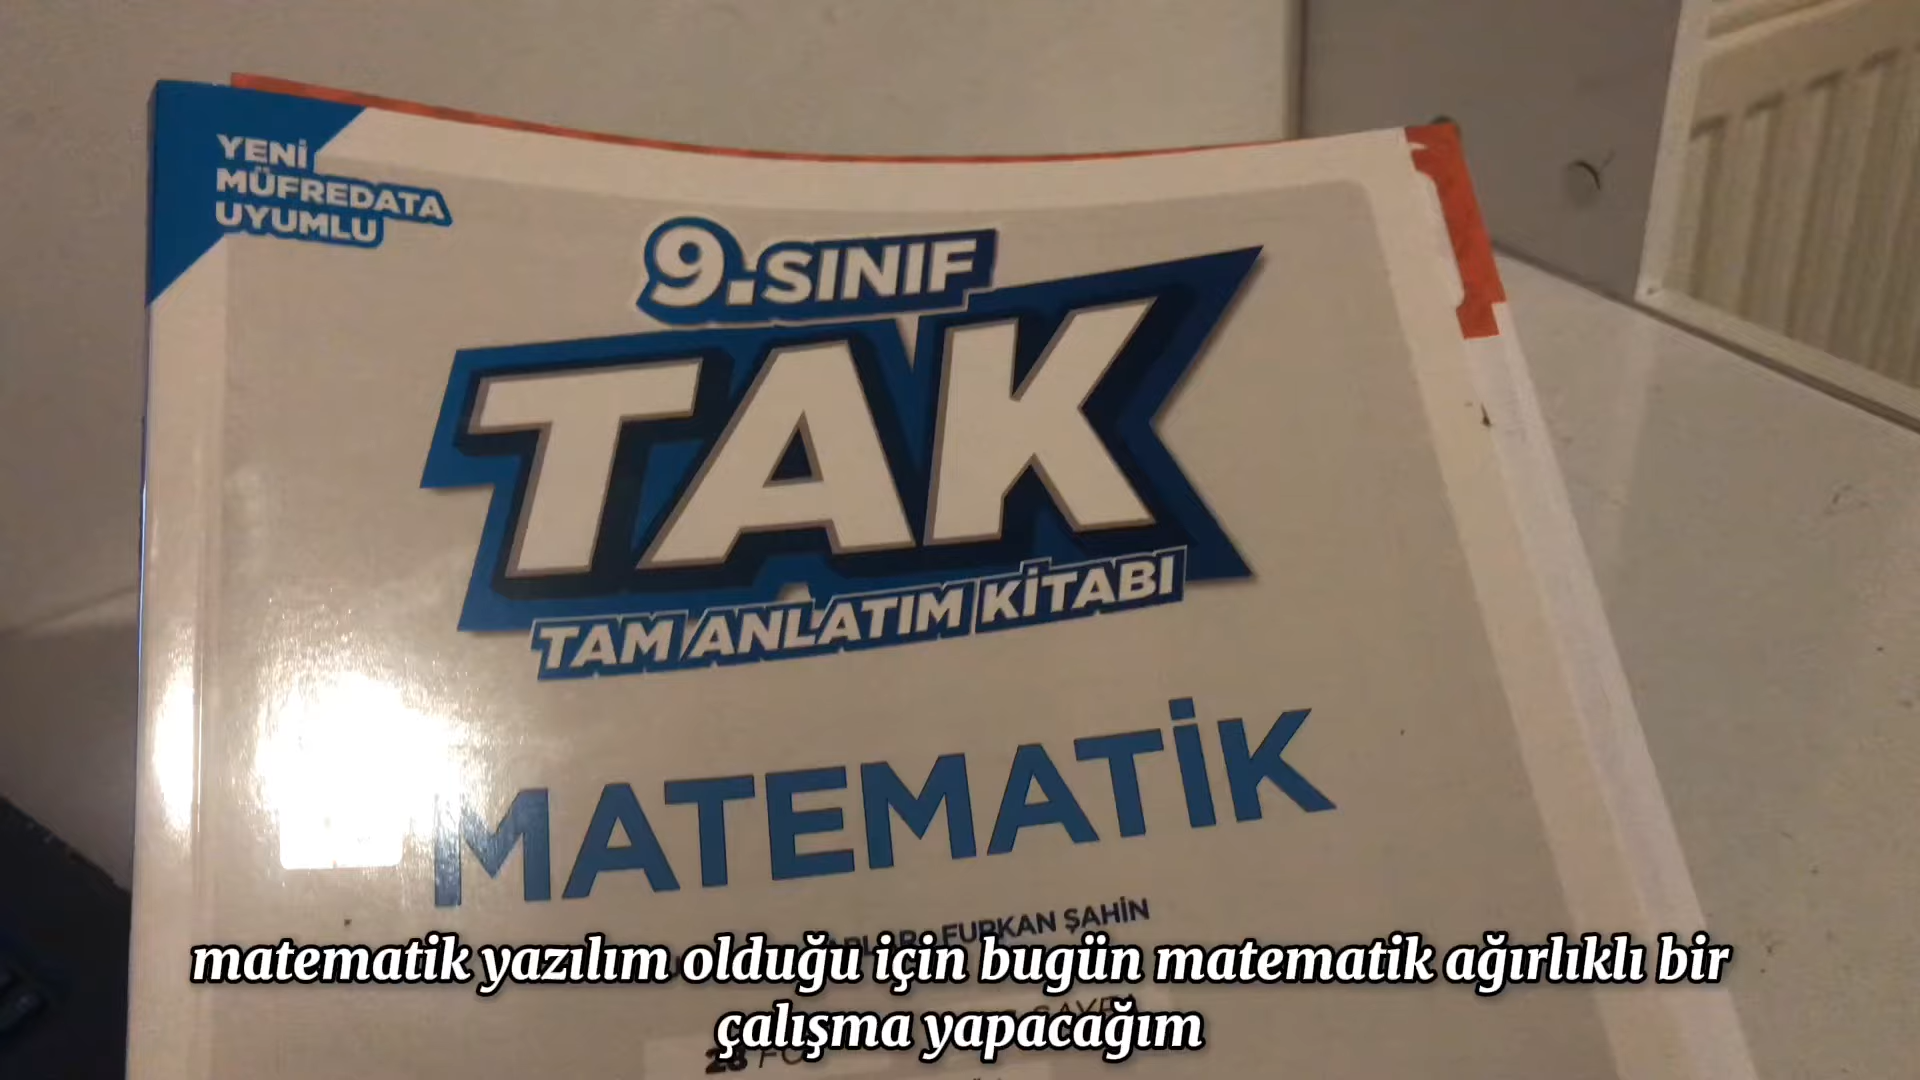 YENİ
MÜFREDATA
UYUMLU
9.SINIF
TAK
TAM ANLATIM KİTABI
MATEMATİK
FURKAN ŞAHİN
matematik yazılım olduğu için bugün matematik ağırlıklı bir
çalışma yapacağım
28